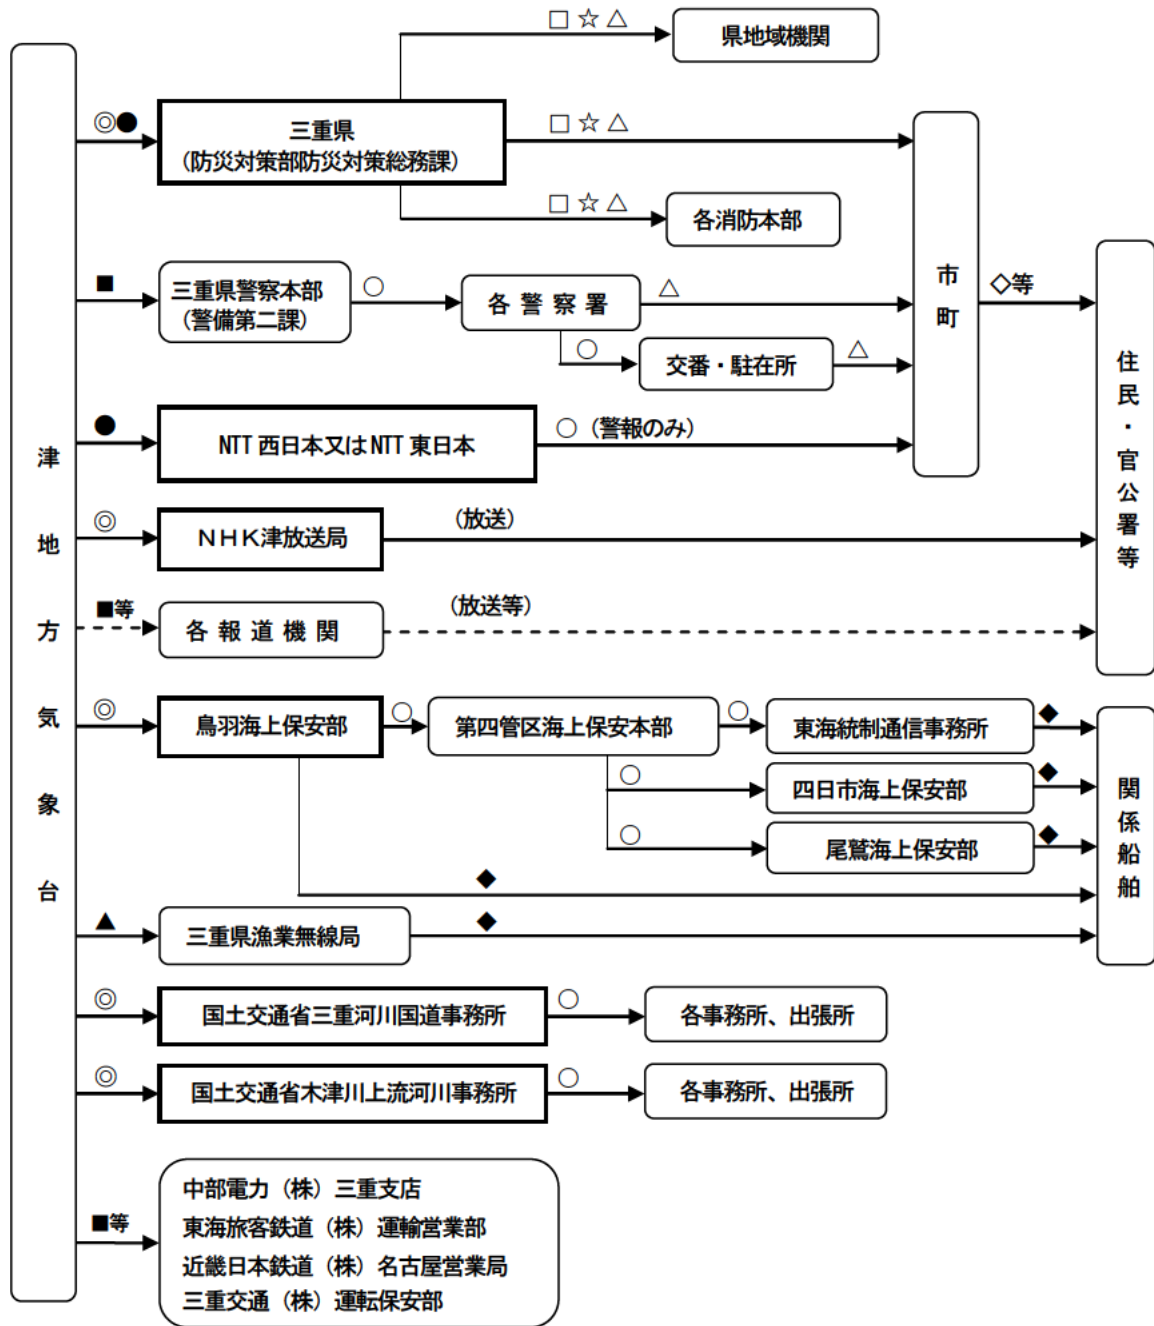 □ ☆ △
県地域機関
◎●
三重県
(防災対策部防災対策総務課)
□ ☆ △
□ ☆ △
各消防本部
■
三重県警察本部
(警備第二課)
○
各 警 察 署
△
○
交番・駐在所
△
市町
◇等
住民・官公署等
●
NTT 西日本又は NTT 東日本
○ (警報のみ)
津地方気象台
◎
NHK津放送局
(放送)
■等
各 報 道 機 関
(放送等)
◎
鳥羽海上保安部
○
第四管区海上保安本部
○
東海統制通信事務所
◆
○
四日市海上保安部
◆
○
尾鷲海上保安部
◆
関係船舶
◆
▲
三重県漁業無線局
◆
◎
国土交通省三重河川国道事務所
○
各事務所、出張所
◎
国土交通省木津川上流河川事務所
○
各事務所、出張所
■等
中部電力（株）三重支店
東海旅客鉄道（株）運輸営業部
近畿日本鉄道（株）名古屋営業局
三重交通（株）運転保安部